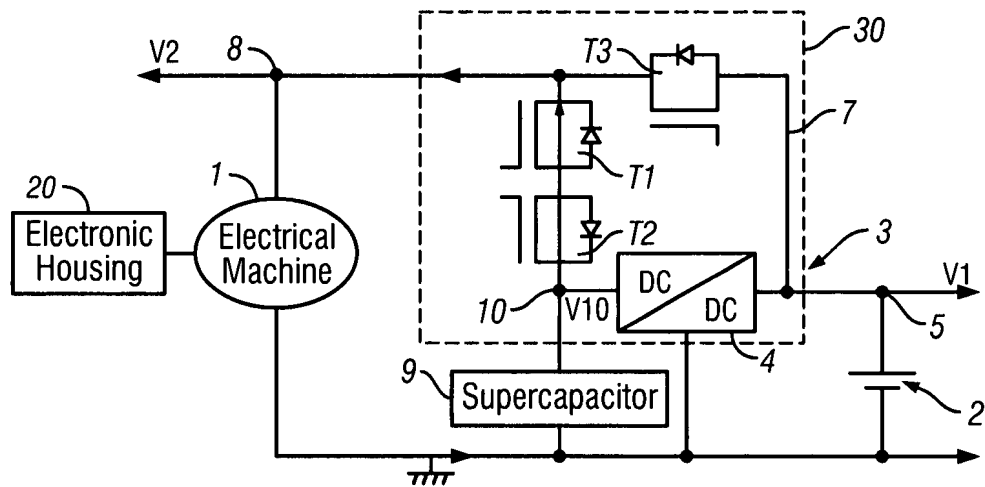 30
V2
8
T3
7
T1
20
1
Electronic
Housing
Electrical
Machine
T2
3
DC
DC
V1
10
V10
5
4
9
Supercapacitor
2